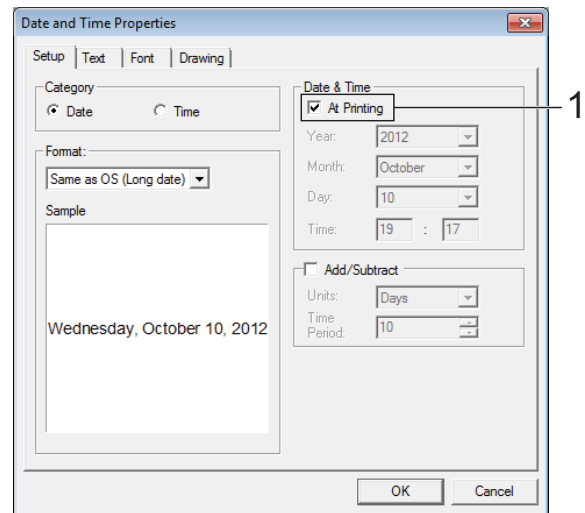 Date and Time Properties
Setup
Text
Font
Drawing
Category
Date
Time
Format:
Same as OS (Long date)
Sample
Wednesday, October 10, 2012
Date & Time
At Printing
1
Year:
2012
Month:
October
Day:
10
Time:
19 : 17
Add/Subtract
Units:
Days
Time
Period:
10
OK
Cancel